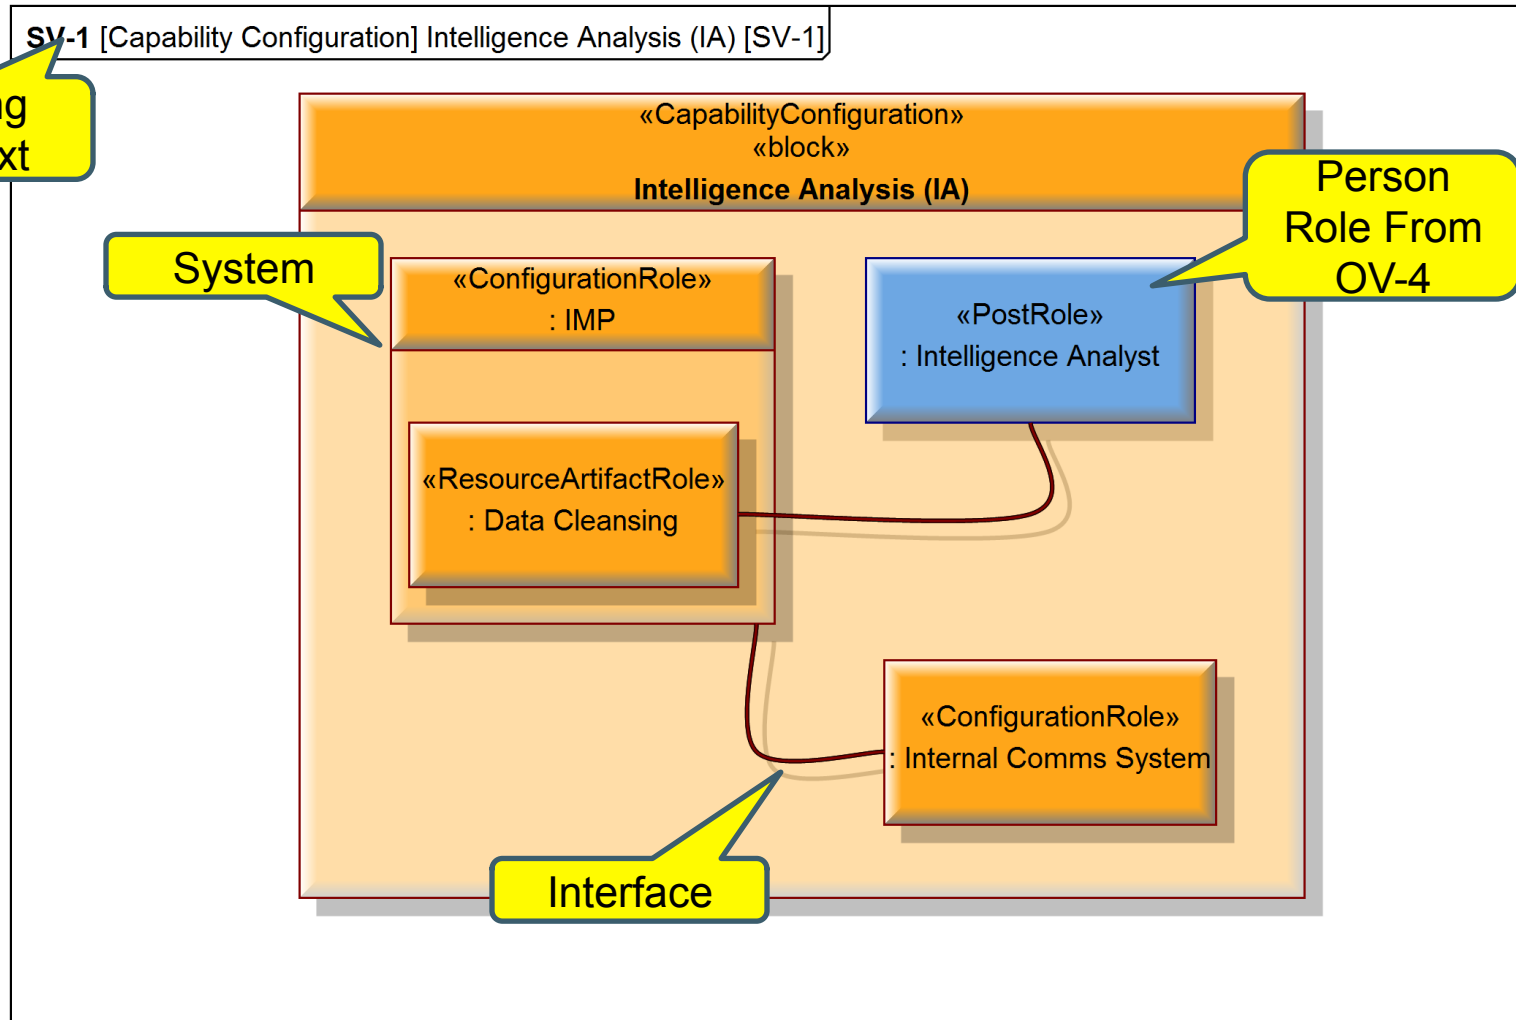 SV-1 [Capability Configuration] Intelligence Analysis (IA) [SV-1]
«CapabilityConfiguration»
«block»
Intelligence Analysis (IA)
Person
Role From
OV-4
System
«ConfigurationRole»
: IMP
«PostRole»
: Intelligence Analyst
«ResourceArtifactRole»
: Data Cleansing
«ConfigurationRole»
: Internal Comms System
Interface